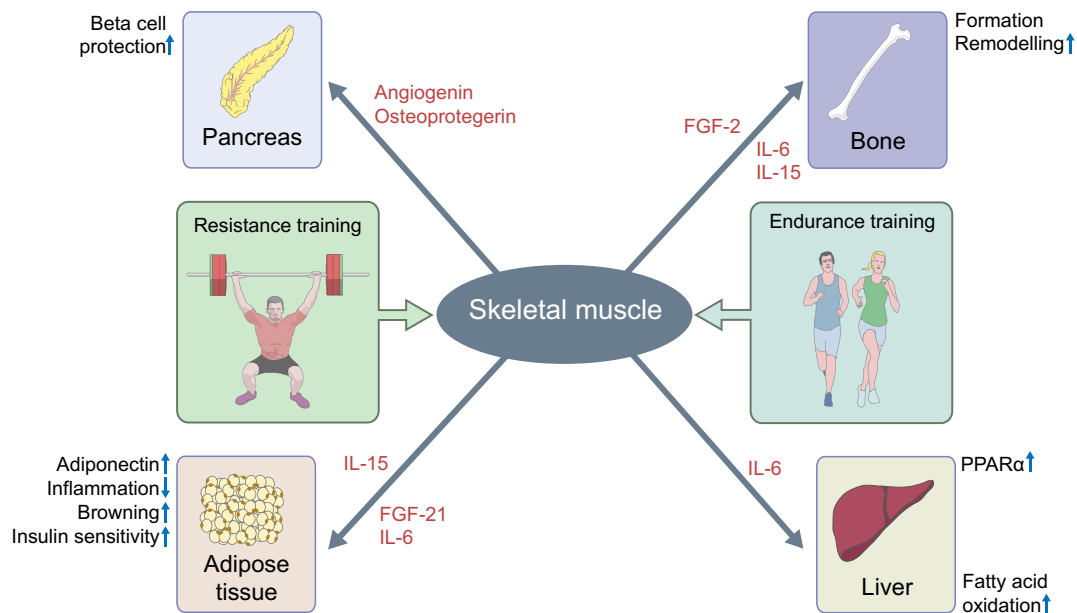 Beta cell
protection
Pancreas
Angiogenin
Osteoprotegerin
Formation
Remodelling
Bone
FGF-2
IL-6
IL-15
Resistance training
Endurance training
Skeletal muscle
Adiponectin
Inflammation
Browning
Insulin sensitivity
Adipose
tissue
IL-15
FGF-21
IL-6
IL-6
PPARα
Liver
Fatty acid
oxidation